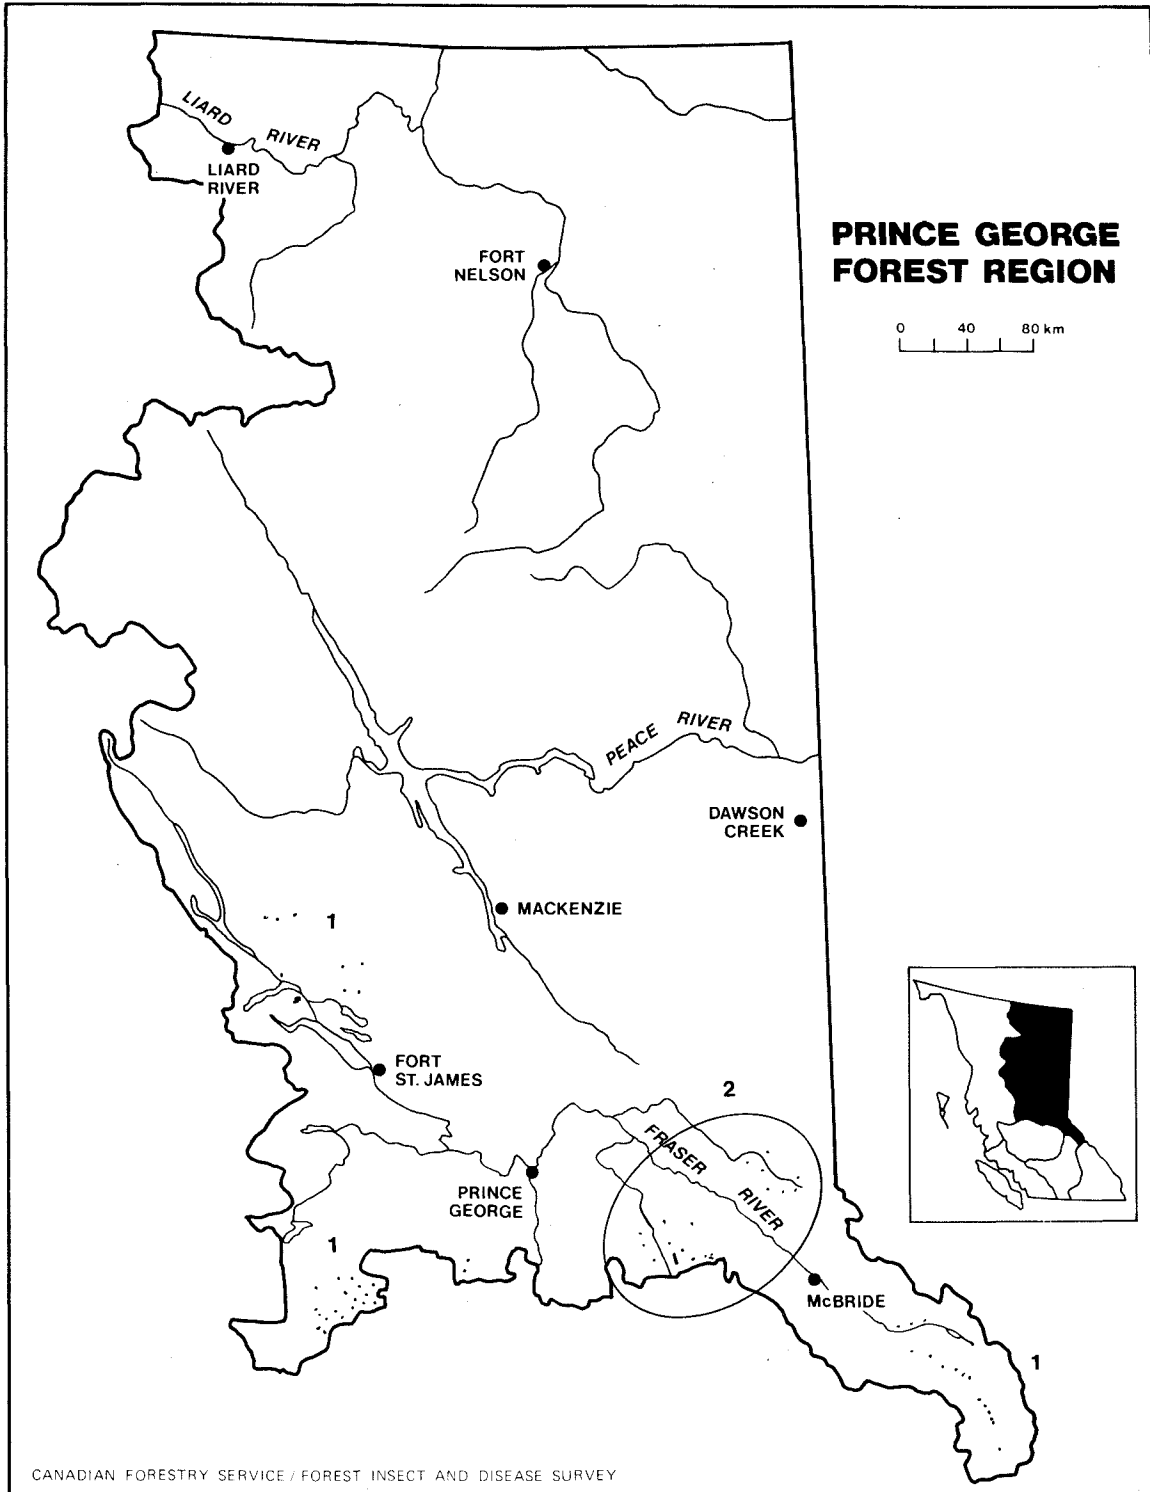 LIARD RIVER
LIARD
RIVER
FORT
NELSON
PRINCE GEORGE
FOREST REGION
0 40 80 km
PEACE RIVER
DAWSON
CREEK
MACKENZIE
1
FORT
ST. JAMES
2
FRASER RIVER
PRINCE
GEORGE
1
McBRIDE
1
CANADIAN FORESTRY SERVICE / FOREST INSECT AND DISEASE SURVEY